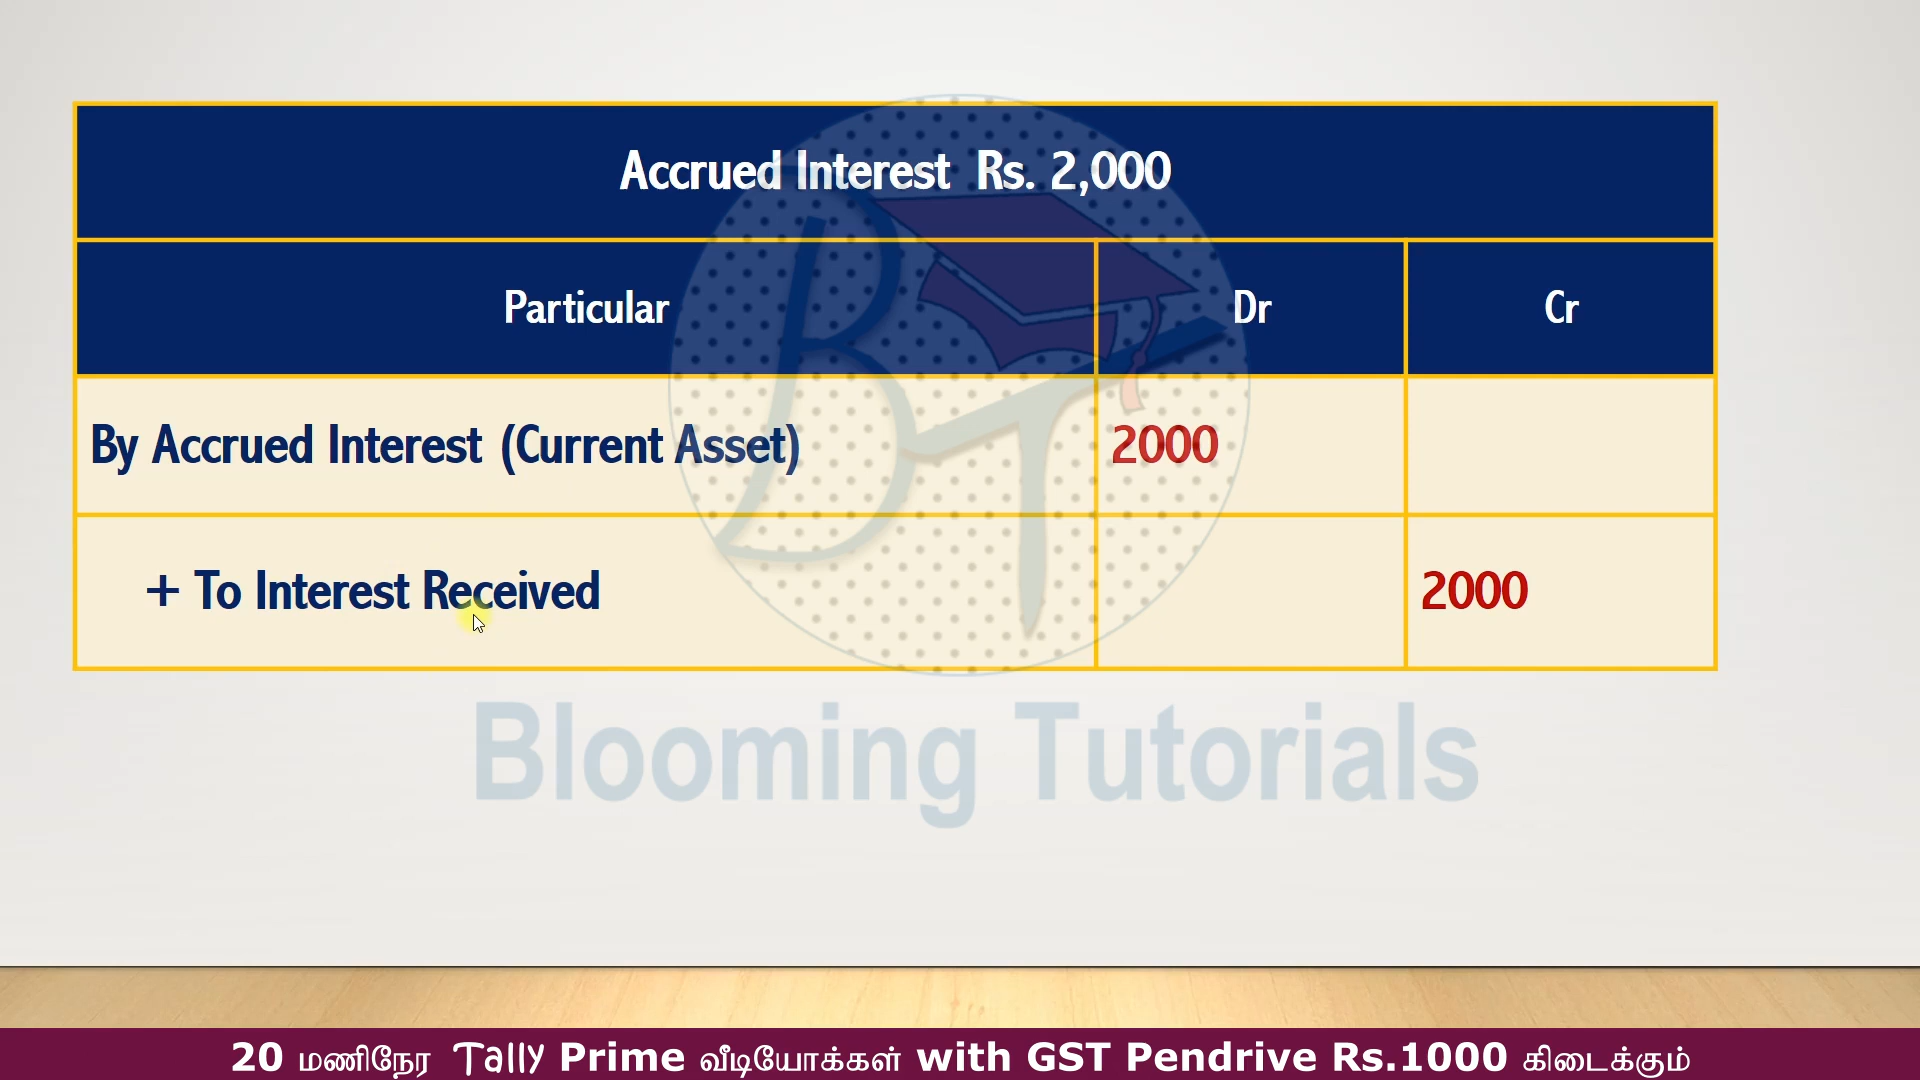 Accrued Interest Rs. 2,000
Particular Dr Cr
By Accrued Interest (Current Asset) 2000
+ To Interest Received 2000
BT
Blooming Tutorials
20 மணிநேர Tally Prime வீடியோக்கள் with GST Pendrive Rs.1000 கிடைக்கும்